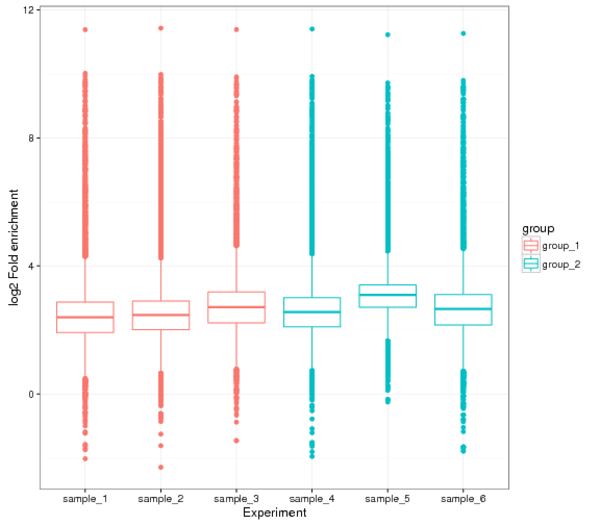 12
8
4
0
log2 Fold enrichment
sample_1 sample_2 sample_3 sample_4 sample_5 sample_6
Experiment
group
group_1
group_2